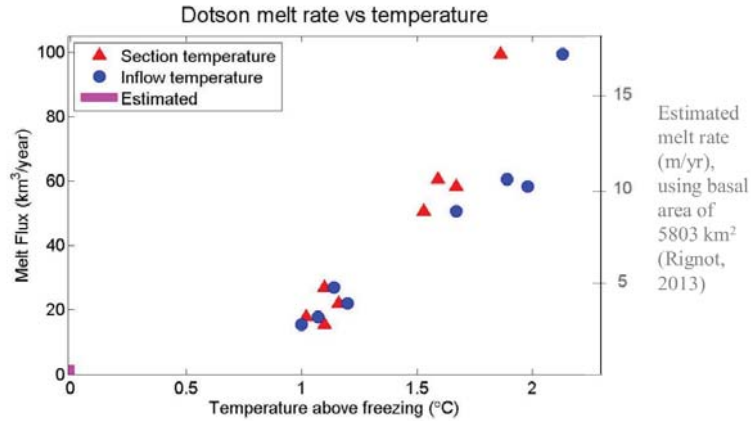 Dotson melt rate vs temperature
Section temperature
Inflow temperature
Estimated
Melt Flux (km³/year)
100
80
60
40
20
0
0
0.5
1
1.5
2
Temperature above freezing (°C)
15
10
5
Estimated
melt rate
(m/yr),
using basal
area of
5803 km²
(Rignot,
2013)